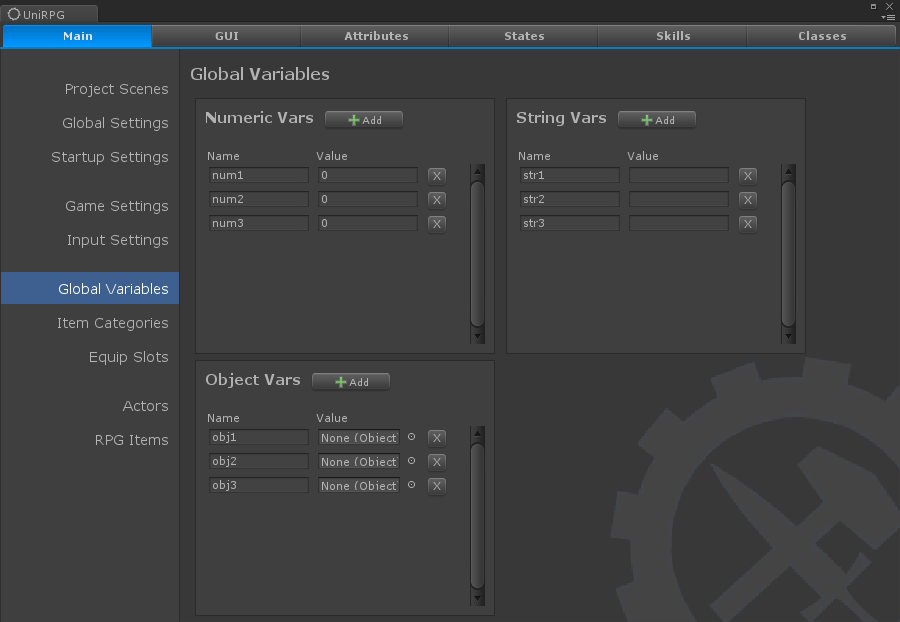 UniRPG
Main GUI Attributes States Skills Classes
Project Scenes
Global Settings
Startup Settings
Game Settings
Input Settings
Global Variables
Item Categories
Equip Slots
Actors
RPG Items
Global Variables
Numeric Vars Add
Name Value
num1 0 X
num2 0 X
num3 0 X
String Vars Add
Name Value
str1 X
str2 X
str3 X
Object Vars Add
Name Value
obj1 None (Object X
obj2 None (Object X
obj3 None (Object X